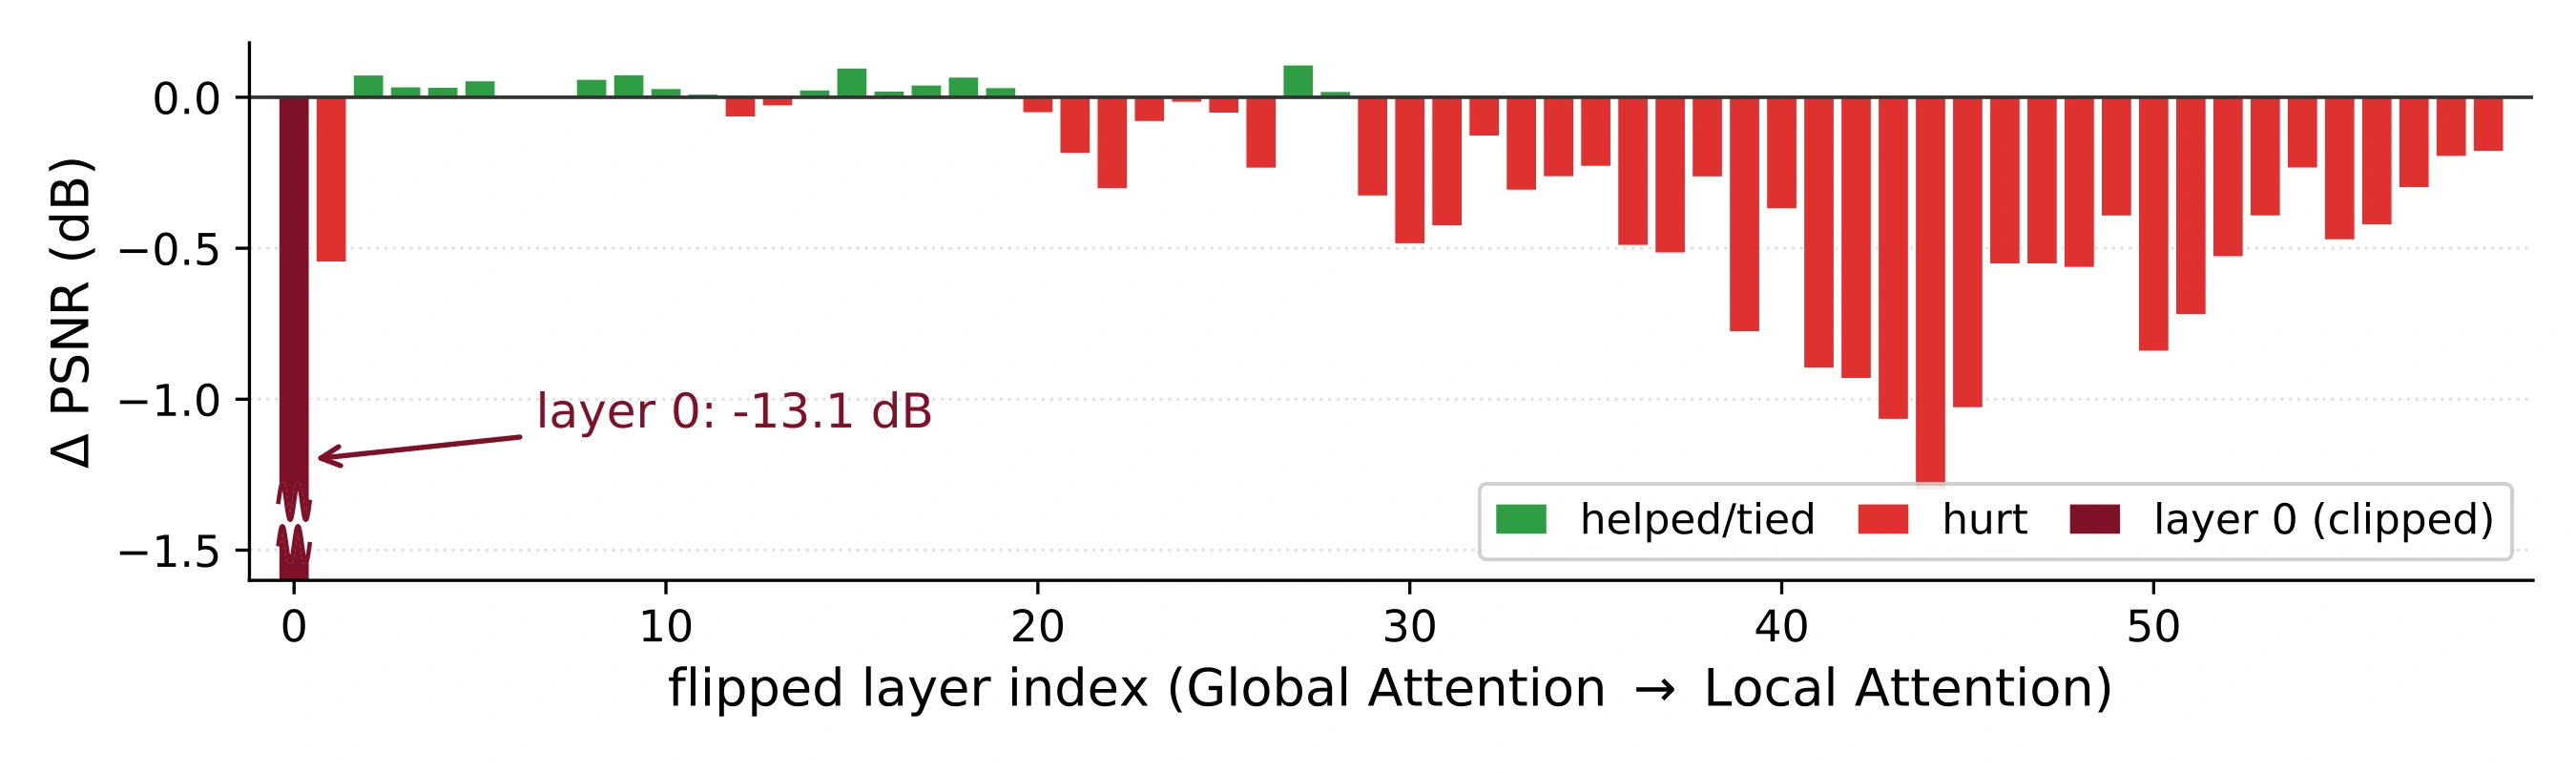 0.0
−0.5
−1.0
−1.5
Δ PSNR (dB)
layer 0: -13.1 dB
helped/tied hurt layer 0 (clipped)
0 10 20 30 40 50
flipped layer index (Global Attention → Local Attention)